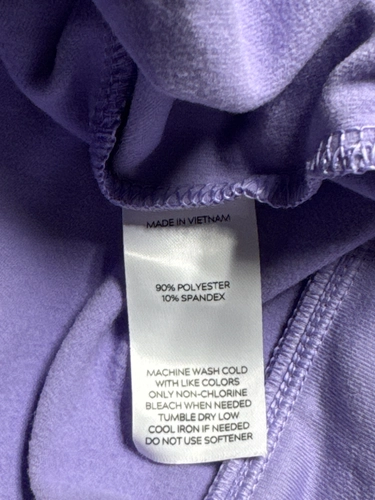 MADE IN VIETNAM
90% POLYESTER
10% SPANDEX
MACHINE WASH COLD
WITH LIKE COLORS
ONLY NON-CHLORINE
BLEACH WHEN NEEDED
TUMBLE DRY LOW
COOL IRON IF NEEDED
DO NOT USE SOFTENER